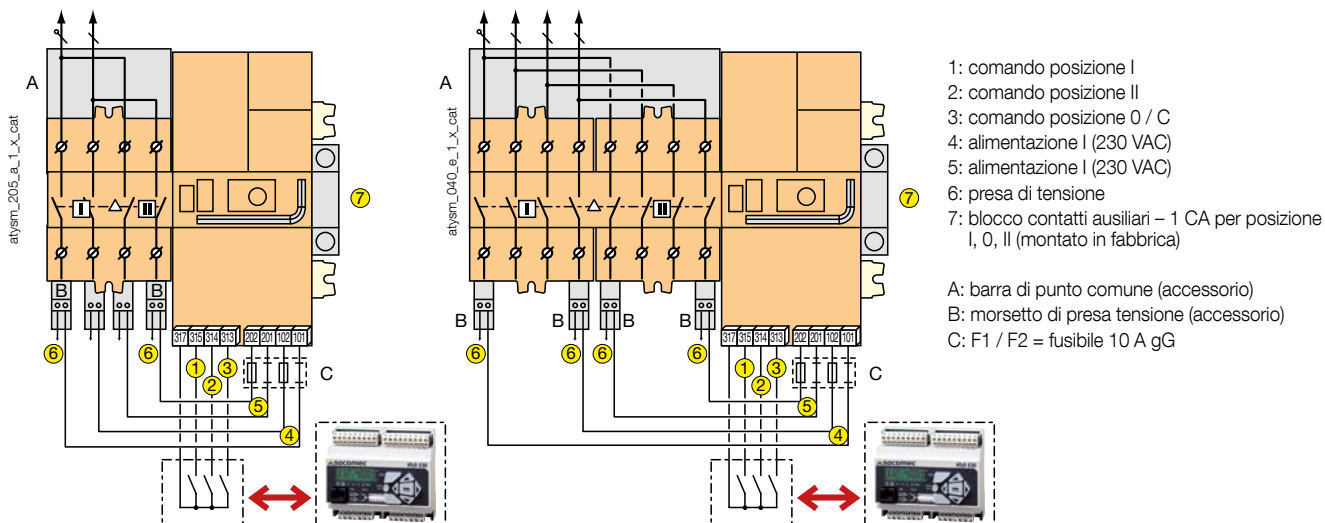 A
atysm_205_a_1_x_cat
I
II
7
B
B
6
6
317 315 314 313
202 201 102 101
1
2
3
C
5
4
socomec
A
atysm_040_e_1_x_cat
I
II
7
B
B
B
B
6
6
6
6
317 315 314 313
202 201 102 101
1
2
3
C
5
4
socomec
1: comando posizione I
2: comando posizione II
3: comando posizione 0 / C
4: alimentazione I (230 VAC)
5: alimentazione I (230 VAC)
6: presa di tensione
7: blocco contatti ausiliari – 1 CA per posizione
I, 0, II (montato in fabbrica)
A: barra di punto comune (accessorio)
B: morsetto di presa tensione (accessorio)
C: F1 / F2 = fusibile 10 A gG